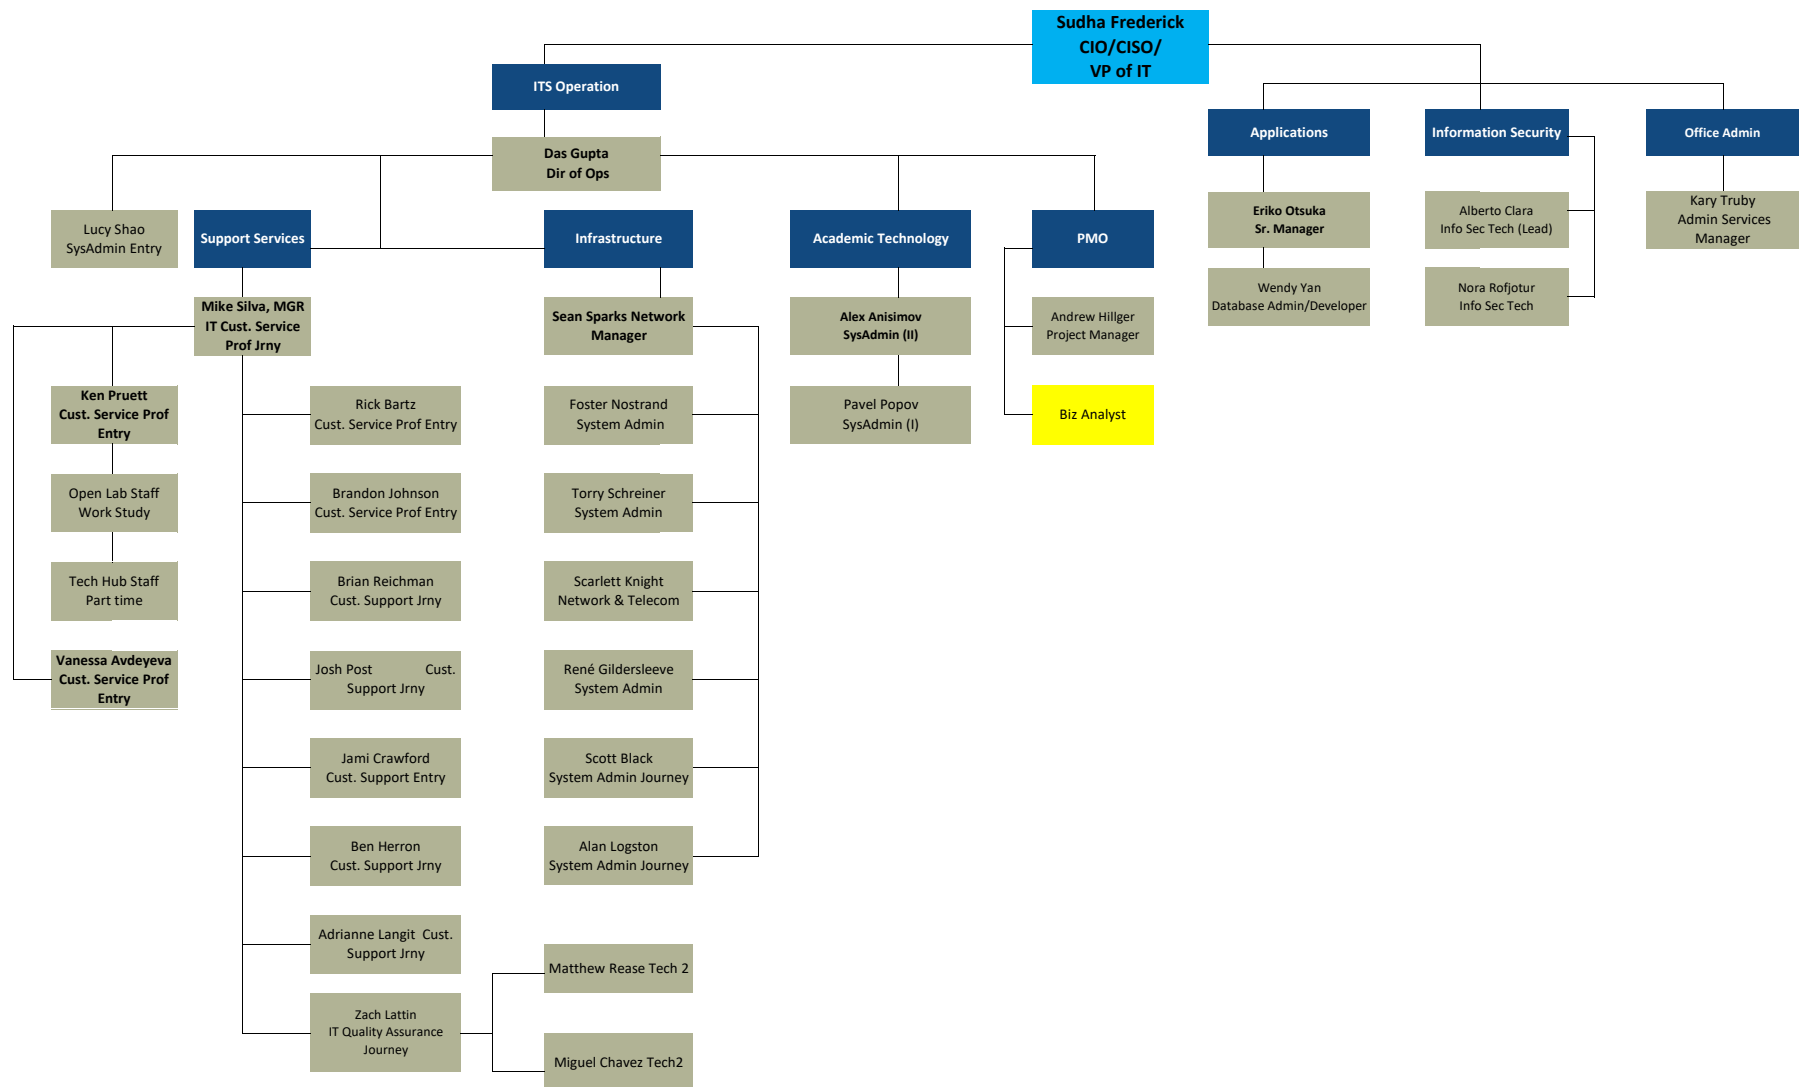 Sudha Frederick
CIO/CISO/
VP of IT
ITS Operation
Applications
Information Security
Office Admin
Das Gupta
Dir of Ops
Lucy Shao
SysAdmin Entry
Support Services
Infrastructure
Academic Technology
PMO
Eriko Otsuka
Sr. Manager
Alberto Clara
Info Sec Tech (Lead)
Kary Truby
Admin Services
Manager
Wendy Yan
Database Admin/Developer
Nora Rofjotur
Info Sec Tech
Mike Silva, MGR
IT Cust. Service
Prof Jrny
Sean Sparks Network
Manager
Alex Anisimov
SysAdmin (II)
Andrew Hillger
Project Manager
Ken Pruett
Cust. Service Prof
Entry
Rick Bartz
Cust. Service Prof Entry
Foster Nostrand
System Admin
Pavel Popov
SysAdmin (I)
Biz Analyst
Open Lab Staff
Work Study
Brandon Johnson
Cust. Service Prof Entry
Torry Schreiner
System Admin
Tech Hub Staff
Part time
Brian Reichman
Cust. Support Jrny
Scarlett Knight
Network & Telecom
Vanessa Avdeyeva
Cust. Service Prof
Entry
Josh Post Cust.
Support Jrny
René Gildersleeve
System Admin
Jami Crawford
Cust. Support Entry
Scott Black
System Admin Journey
Ben Herron
Cust. Support Jrny
Alan Logston
System Admin Journey
Adrianne Langit Cust.
Support Jrny
Matthew Rease Tech 2
Zach Lattin
IT Quality Assurance
Journey
Miguel Chavez Tech2